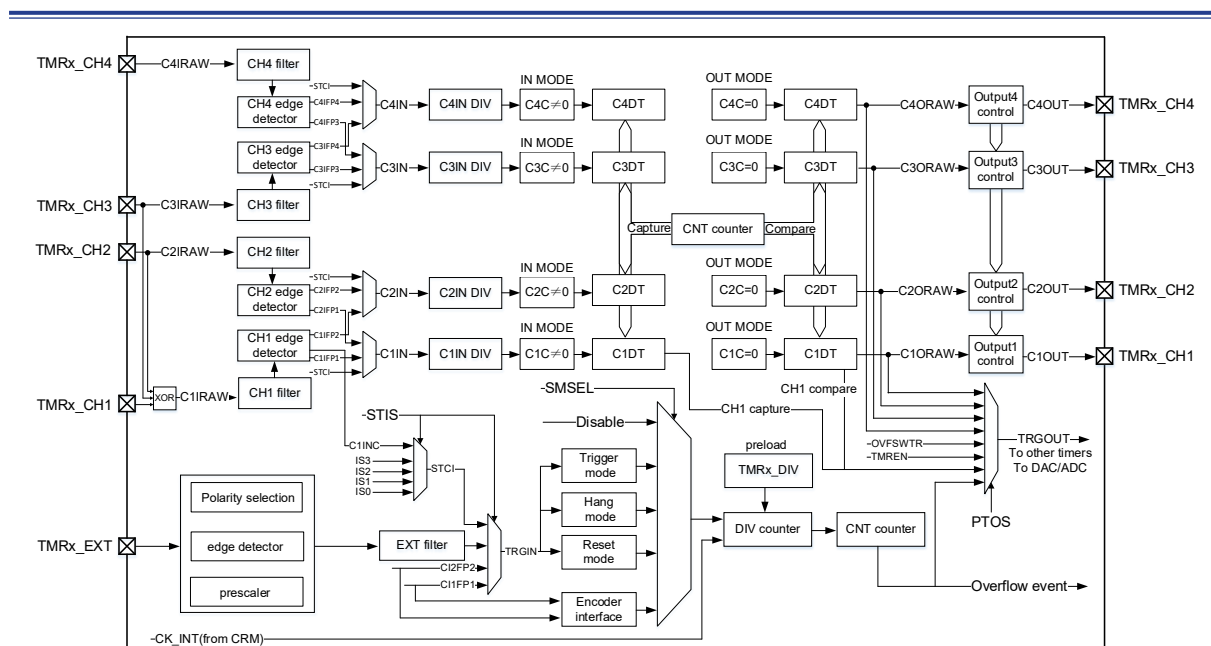 TMRx_CH4
C4IRAW
CH4 filter
STCI
C4IFP4
C4IFP3
CH4 edge
detector
C4IN
C4IN DIV
IN MODE
C4C≠0
C4DT
OUT MODE
C4C=0
C4DT
C4ORAW
Output4
control
C4OUT
TMRx_CH4
CH3 edge
detector
C3IFP4
C3IFP3
STCI
C3IN
C3IN DIV
IN MODE
C3C≠0
C3DT
OUT MODE
C3C=0
C3DT
C3ORAW
Output3
control
C3OUT
TMRx_CH3
TMRx_CH3
C3IRAW
CH3 filter
Capture
CNT counter
Compare
TMRx_CH2
C2IRAW
CH2 filter
STCI
C2IFP2
C2IFP1
CH2 edge
detector
C2IN
C2IN DIV
IN MODE
C2C≠0
C2DT
OUT MODE
C2C=0
C2DT
C2ORAW
Output2
control
C2OUT
TMRx_CH2
CH1 edge
detector
C1IFP2
C1IFP1
STCI
C1IN
C1IN DIV
IN MODE
C1C≠0
C1DT
OUT MODE
C1C=0
C1DT
C1ORAW
Output1
control
C1OUT
TMRx_CH1
TMRx_CH1
XOR
C1IRAW
CH1 filter
CH1 compare
CH1 capture
SMSEL
STIS
Disable
C1INC
IS3
IS2
IS1
IS0
STCI
preload
TMRx_DIV
OVFSWTR
TMREN
TRGOUT
To other timers
To DAC/ADC
PTOS
Polarity selection
edge detector
prescaler
TMRx_EXT
EXT filter
CI2FP2
CI1FP1
TRGIN
Trigger
mode
Hang
mode
Reset
mode
Encoder
interface
DIV counter
CNT counter
Overflow event
CK_INT(from CRM)